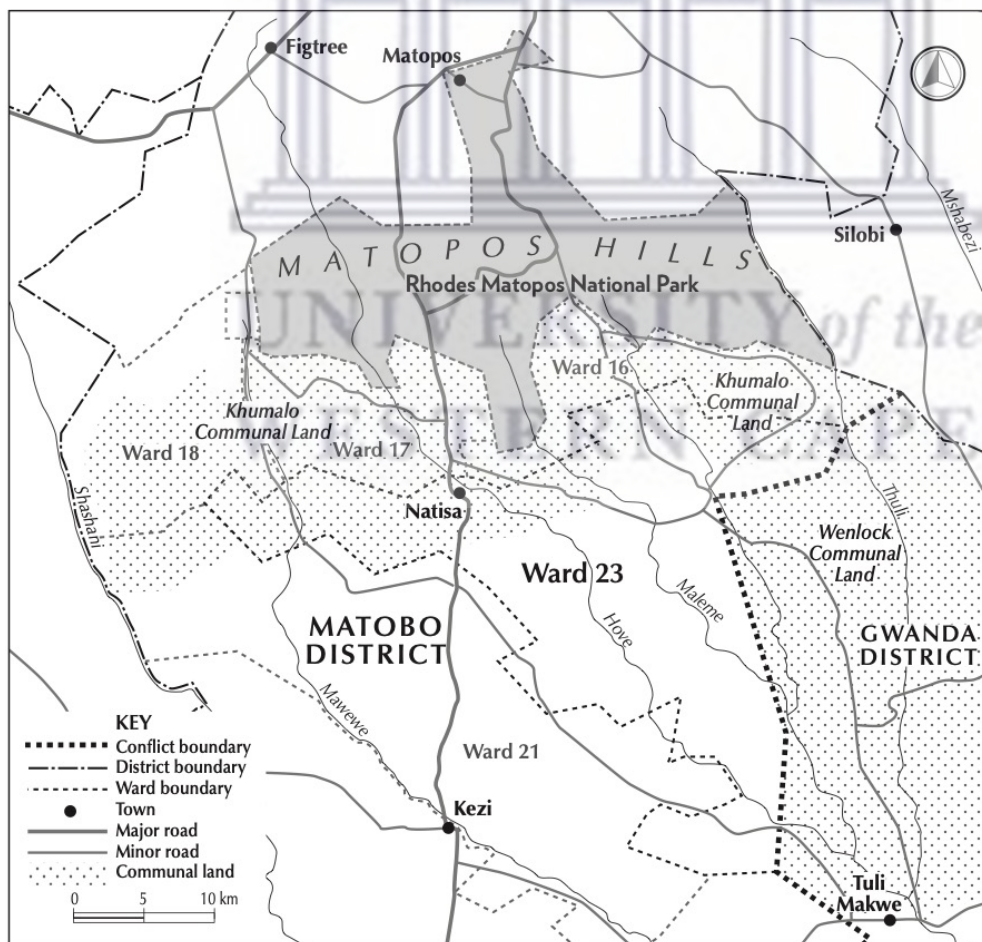 Figtree
Matopos
Mshabezi
Silobi
MATOPOS HILLS
Rhodes Matopos National Park
UNIVERSITY of the
WESTERN CAPE
Ward 16
Khumalo
Communal
Land
Khumalo
Communal Land
Ward 18
Ward 17
Shashani
Natisa
Thuli
Wenlock
Communal
Land
Ward 23
Maleme
Hove
MATOBO
DISTRICT
GWANDA
DISTRICT
Mawewe
Ward 21
Kezi
Tuli
Makwe
KEY
Conflict boundary
District boundary
Ward boundary
Town
Major road
Minor road
Communal land
0 5 10 km